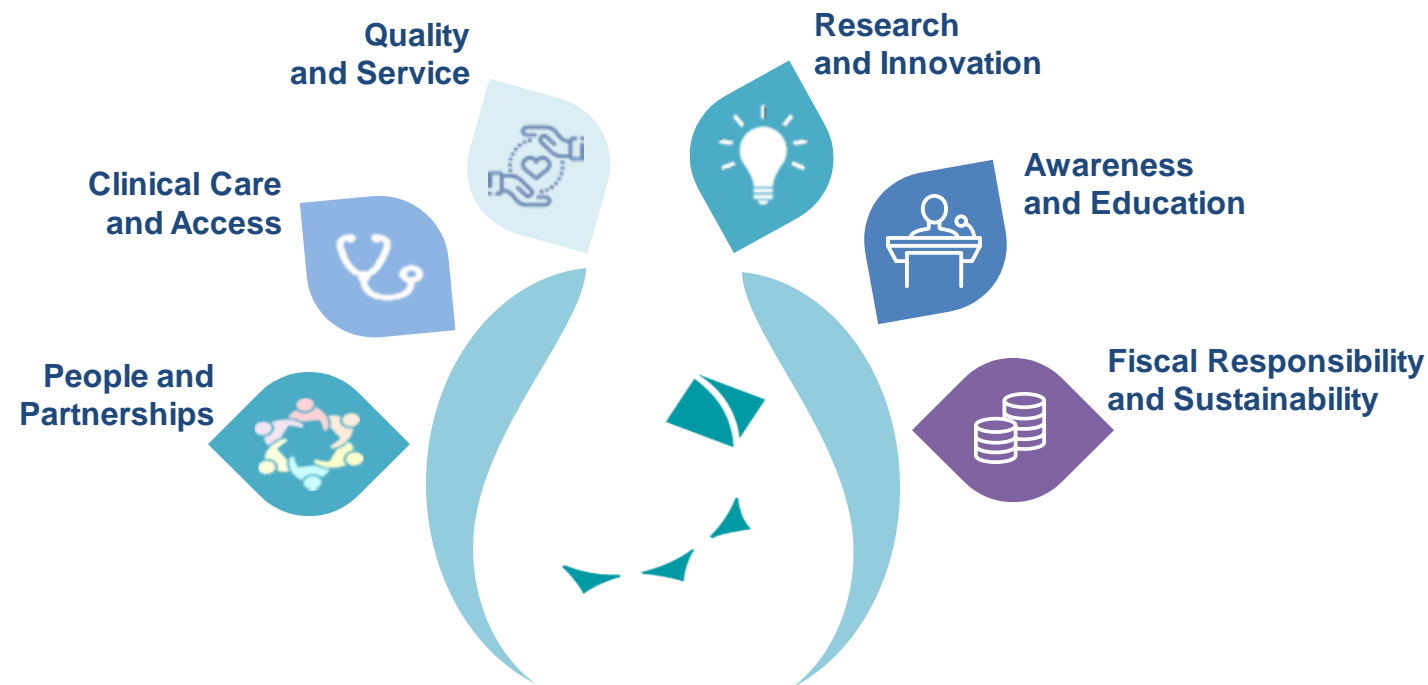 Quality
and Service
Research
and Innovation
Clinical Care
and Access
Awareness
and Education
People and
Partnerships
Fiscal Responsibility
and Sustainability